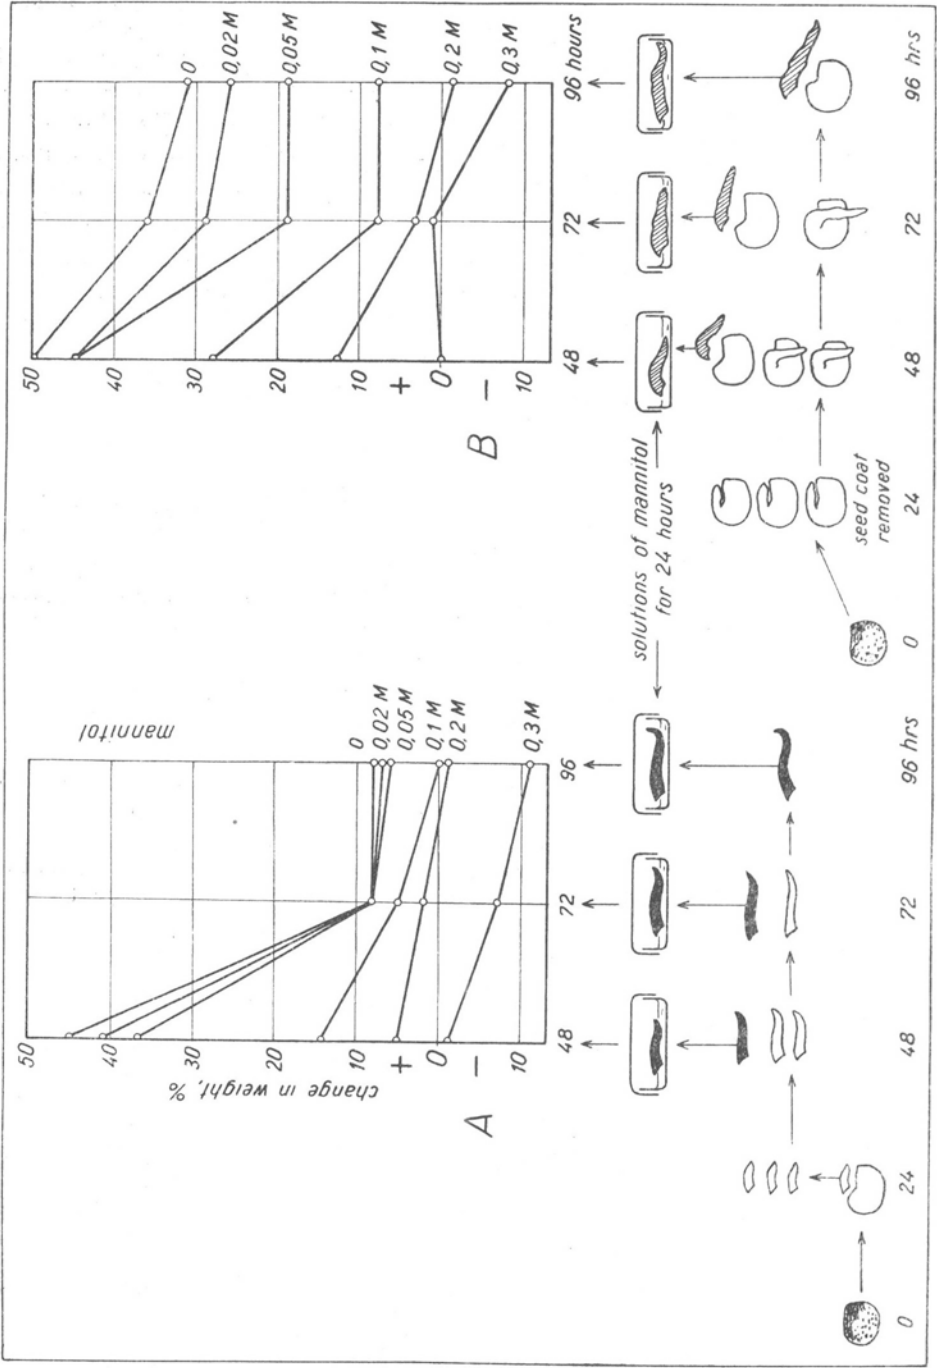 mannitol
50
40
30
20
10
+
0
−
10
change in weight, %
A
0
0,02 M
0,05 M
0,1 M
0,2 M
0,3 M
48
72
96
50
40
30
20
10
+
0
−
10
B
0
0,02 M
0,05 M
0,1 M
0,2 M
0,3 M
48
72
96 hours
solutions of mannitol
for 24 hours
seed coat
removed
0
24
48
72
96 hrs
0
24
48
72
96 hrs